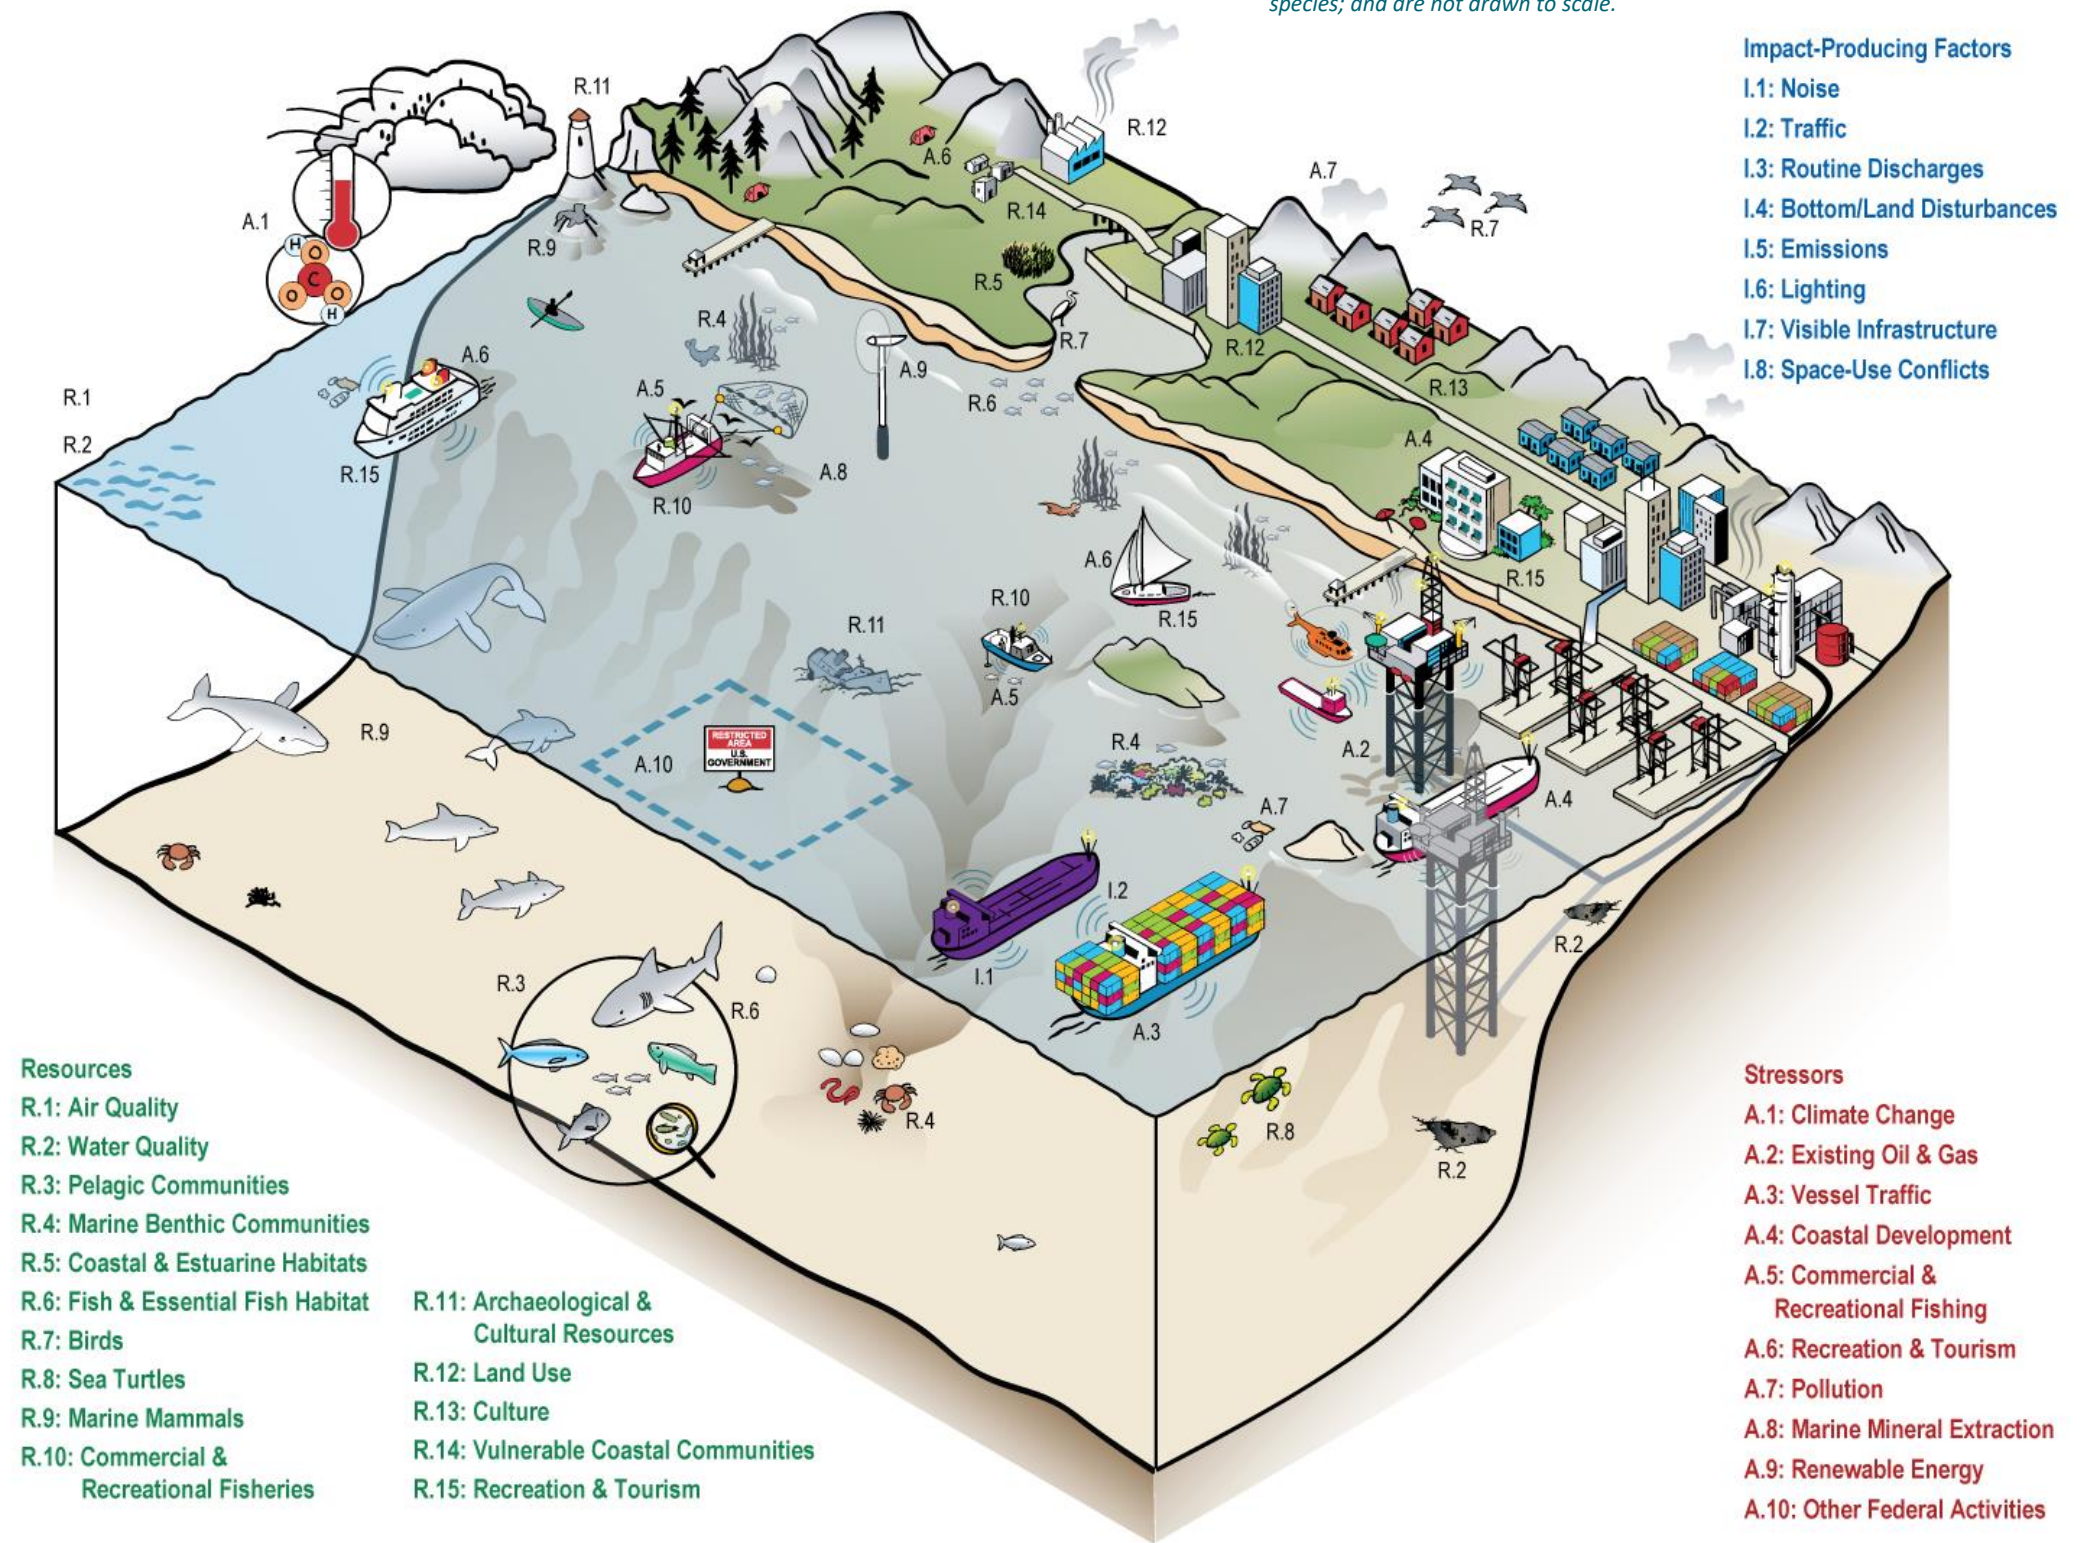 species; and are not drawn to scale.
Impact-Producing Factors
I.1: Noise
I.2: Traffic
I.3: Routine Discharges
I.4: Bottom/Land Disturbances
I.5: Emissions
I.6: Lighting
I.7: Visible Infrastructure
I.8: Space-Use Conflicts
R.11
R.12
A.6
A.7
A.1
H
O
C
O
O
H
R.9
R.14
R.7
R.5
R.4
R.7
R.12
A.6
A.9
R.1
A.5
R.6
R.13
R.2
A.4
R.15
A.8
R.10
A.6
R.15
R.10
R.11
R.15
A.5
R.9
RESTRICTED
AREA
U.S.
GOVERNMENT
A.10
R.4
A.2
A.4
A.7
I.2
R.2
I.1
R.3
R.6
A.3
R.4
R.8
R.2
Resources
R.1: Air Quality
R.2: Water Quality
R.3: Pelagic Communities
R.4: Marine Benthic Communities
R.5: Coastal & Estuarine Habitats
R.6: Fish & Essential Fish Habitat
R.7: Birds
R.8: Sea Turtles
R.9: Marine Mammals
R.10: Commercial &
Recreational Fisheries
R.11: Archaeological &
Cultural Resources
R.12: Land Use
R.13: Culture
R.14: Vulnerable Coastal Communities
R.15: Recreation & Tourism
Stressors
A.1: Climate Change
A.2: Existing Oil & Gas
A.3: Vessel Traffic
A.4: Coastal Development
A.5: Commercial &
Recreational Fishing
A.6: Recreation & Tourism
A.7: Pollution
A.8: Marine Mineral Extraction
A.9: Renewable Energy
A.10: Other Federal Activities